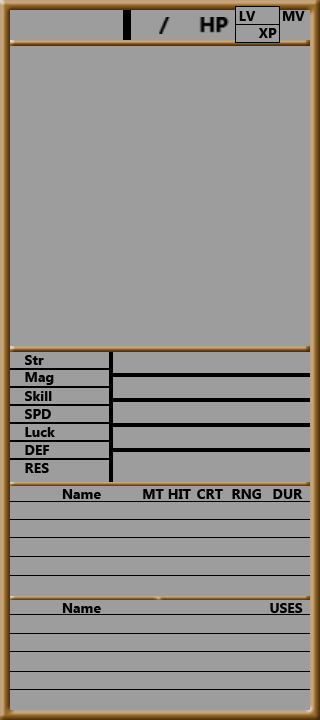 / HP LV MV
XP
Str
Mag
Skill
SPD
Luck
DEF
RES
Name MT HIT CRT RNG DUR
Name USES